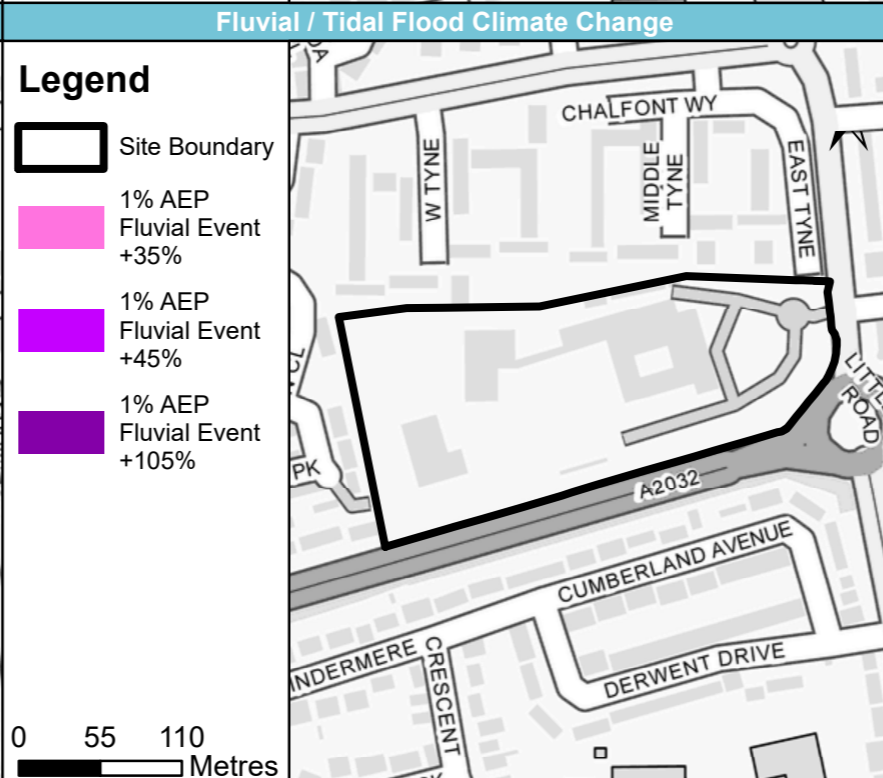 Fluvial / Tidal Flood Climate Change
Legend
Site Boundary
1% AEP
Fluvial Event
+35%
1% AEP
Fluvial Event
+45%
1% AEP
Fluvial Event
+105%
0 55 110
Metres
CHALFONT WY
W TYNE
MIDDLE
TYNE
EAST TYNE
CL
PK
LITTLE
ROAD
A2032
CUMBERLAND AVENUE
INDERMERE
CRESCENT
DERWENT DRIVE